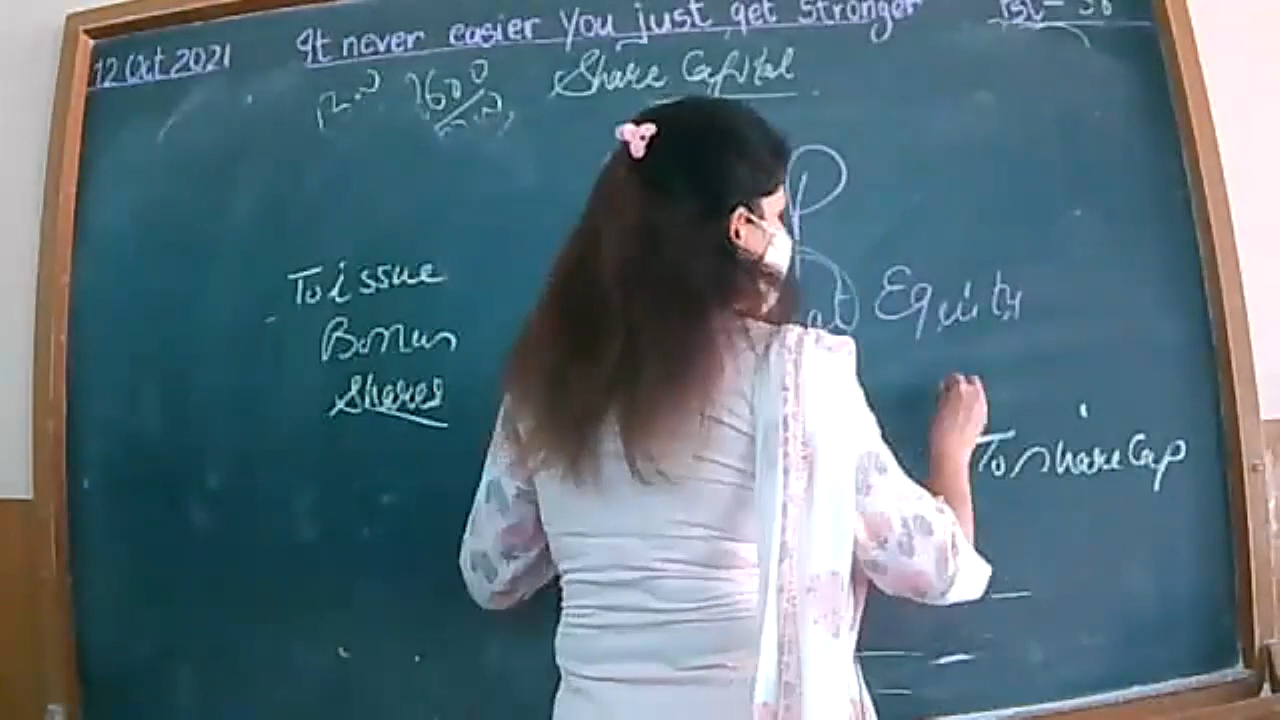 12 Oct 2021
It never easier you just get stronger
Share Capital
To issue
Bonus
Shares
Equity
To share Cap